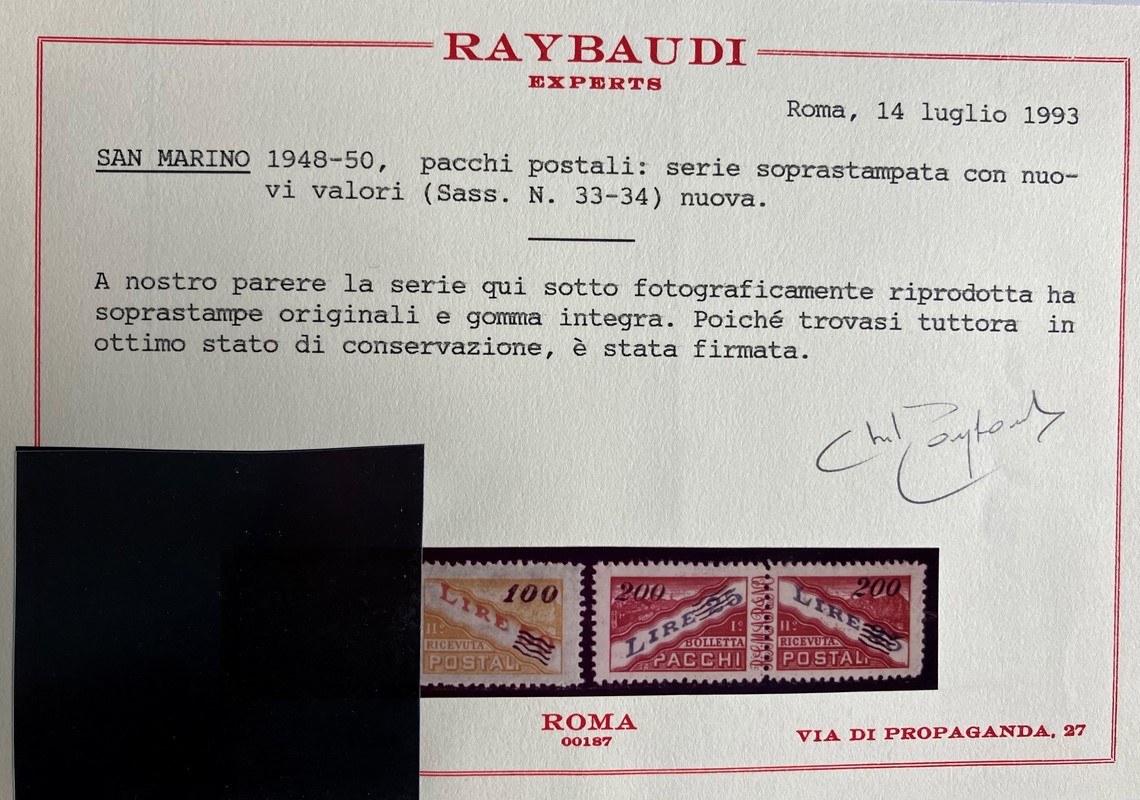 RAYBAUDI
EXPERTS
Roma, 14 luglio 1993
SAN MARINO 1948-50, pacchi postali: serie soprastampata con nuo-
vi valori (Sass. N. 33-34) nuova.
A nostro parere la serie qui sotto fotograficamente riprodotta ha
soprastampe originali e gomma integra. Poiché trovasi tuttora in
ottimo stato di conservazione, è stata firmata.
100
LIRE
II°
RICEVUTA
POSTALI
200
LIRE 25
I°
BOLLETTA
PACCHI
200
LIRE
II°
RICEVUTA
POSTALI
ROMA
00187
VIA DI PROPAGANDA, 27